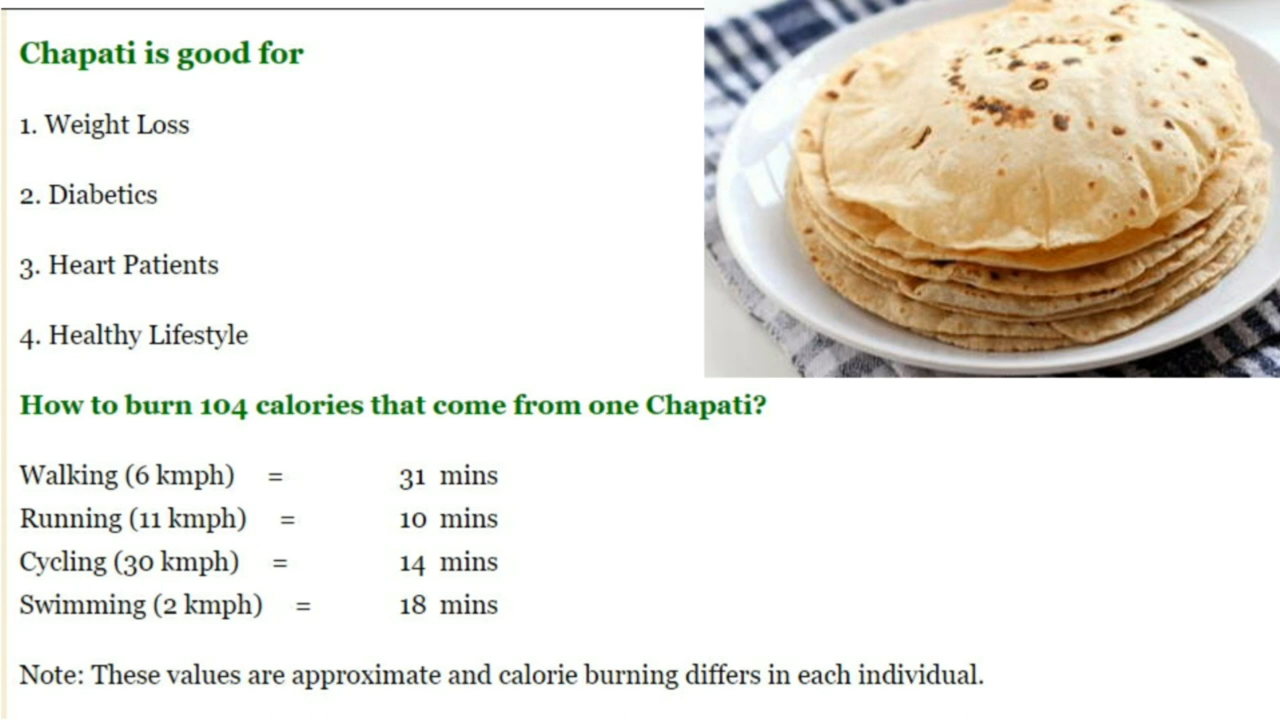 Chapati is good for
1. Weight Loss
2. Diabetics
3. Heart Patients
4. Healthy Lifestyle
How to burn 104 calories that come from one Chapati?
Walking (6 kmph) = 31 mins
Running (11 kmph) = 10 mins
Cycling (30 kmph) = 14 mins
Swimming (2 kmph) = 18 mins
Note: These values are approximate and calorie burning differs in each individual.